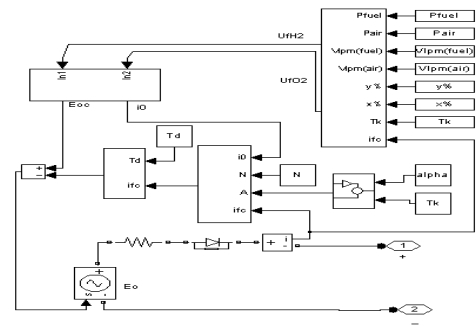 Pfuel Pfuel
Pair Pair
Vlpm(fuel) Vlpm(fuel)
Vlpm(air) Vlpm(air)
y% y%
x% x%
Tk Tk
ifc
UfH2
UfO2
In1 In2
Eoc i0
Td
Td
ifc
i0
N N
A
ifc
alpha
Tk
+
−
+ i
-
1
+
Eo
+
s -
2
−